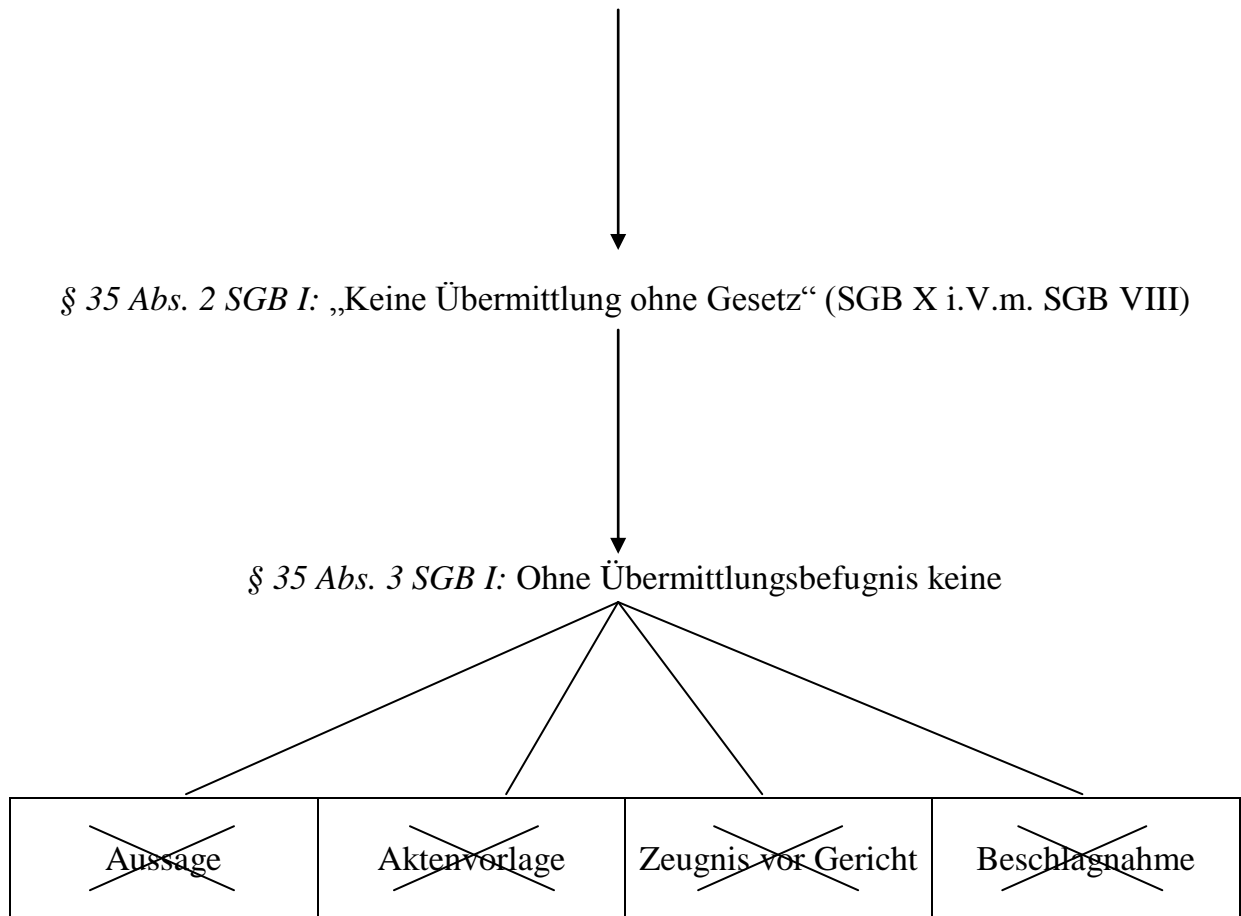 § 35 Abs. 2 SGB I: „Keine Übermittlung ohne Gesetz“ (SGB X i.V.m. SGB VIII)
§ 35 Abs. 3 SGB I: Ohne Übermittlungsbefugnis keine
Aussage Aktenvorlage Zeugnis vor Gericht Beschlagnahme